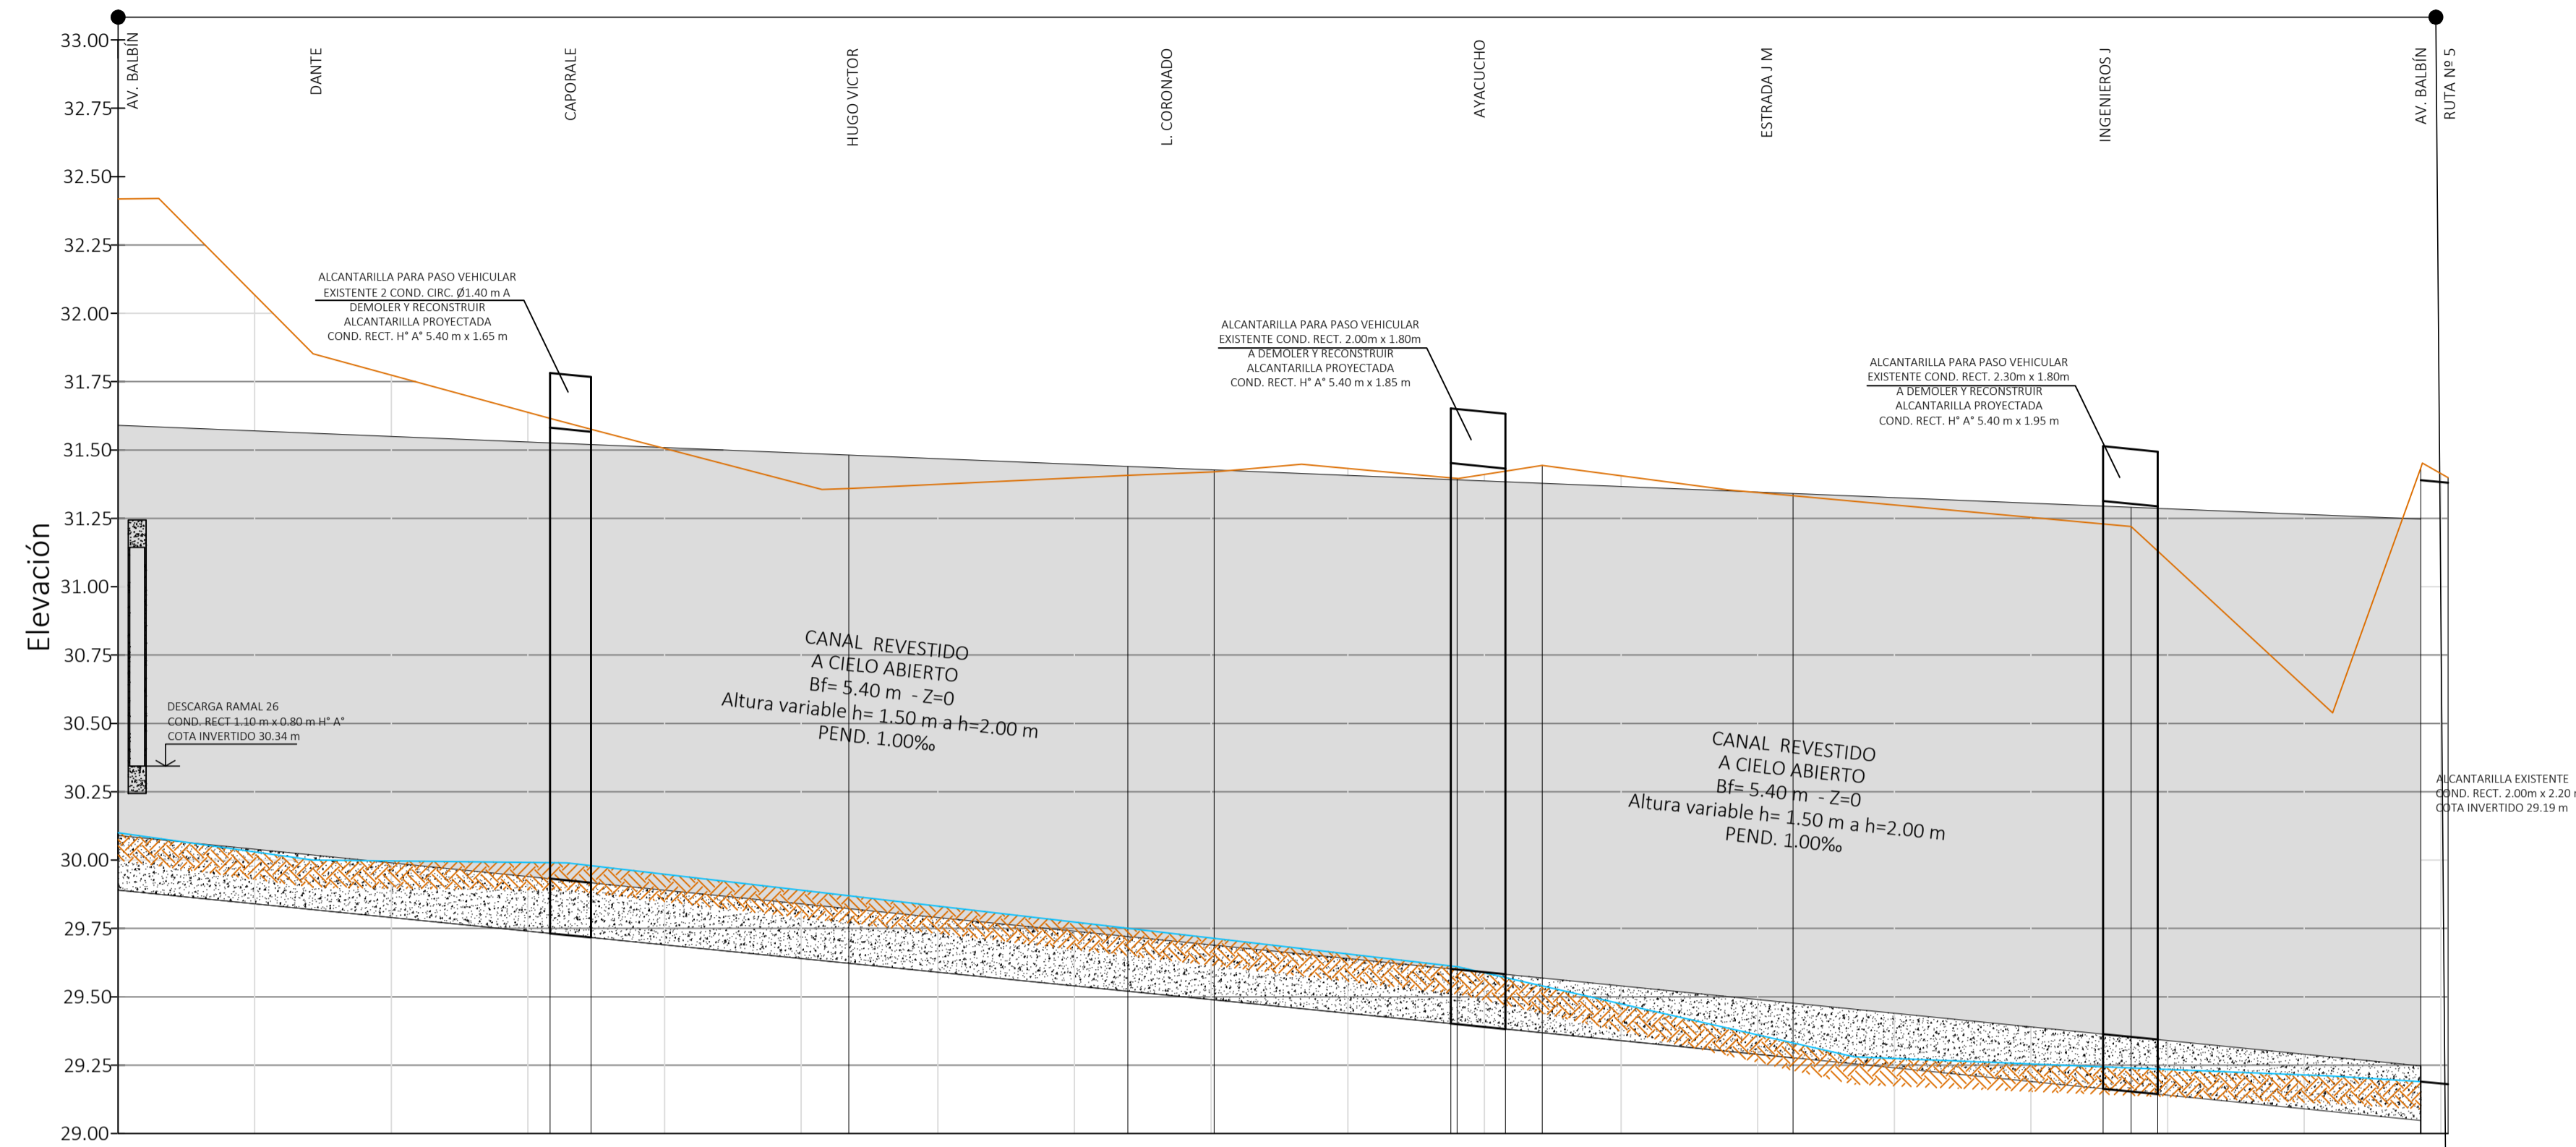 AV. BALBÍN
DANTE
CAPORALE
HUGO VICTOR
L. CORONADO
AYACUCHO
ESTRADA J M
INGENIEROS J
AV. BALBÍN
RUTA Nº 5
Elevación
33.00
32.75
32.50
32.25
32.00
31.75
31.50
31.25
31.00
30.75
30.50
30.25
30.00
29.75
29.50
29.25
29.00
ALCANTARILLA PARA PASO VEHICULAR
EXISTENTE 2 COND. CIRC. Ø1.40 m A
DEMOLER Y RECONSTRUIR
ALCANTARILLA PROYECTADA
COND. RECT. H° A° 5.40 m x 1.65 m
ALCANTARILLA PARA PASO VEHICULAR
EXISTENTE COND. RECT. 2.00m x 1.80m
A DEMOLER Y RECONSTRUIR
ALCANTARILLA PROYECTADA
COND. RECT. H° A° 5.40 m x 1.85 m
ALCANTARILLA PARA PASO VEHICULAR
EXISTENTE COND. RECT. 2.30m x 1.80m
A DEMOLER Y RECONSTRUIR
ALCANTARILLA PROYECTADA
COND. RECT. H° A° 5.40 m x 1.95 m
DESCARGA RAMAL 26
COND. RECT 1.10 m x 0.80 m H° A°
COTA INVERTIDO 30.34 m
CANAL REVESTIDO
A CIELO ABIERTO
Bf= 5.40 m - Z=0
Altura variable h= 1.50 m a h=2.00 m
PEND. 1.00‰
CANAL REVESTIDO
A CIELO ABIERTO
Bf= 5.40 m - Z=0
Altura variable h= 1.50 m a h=2.00 m
PEND. 1.00‰
ALCANTARILLA EXISTENTE
COND. RECT. 2.00m x 2.20
COTA INVERTIDO 29.19 m